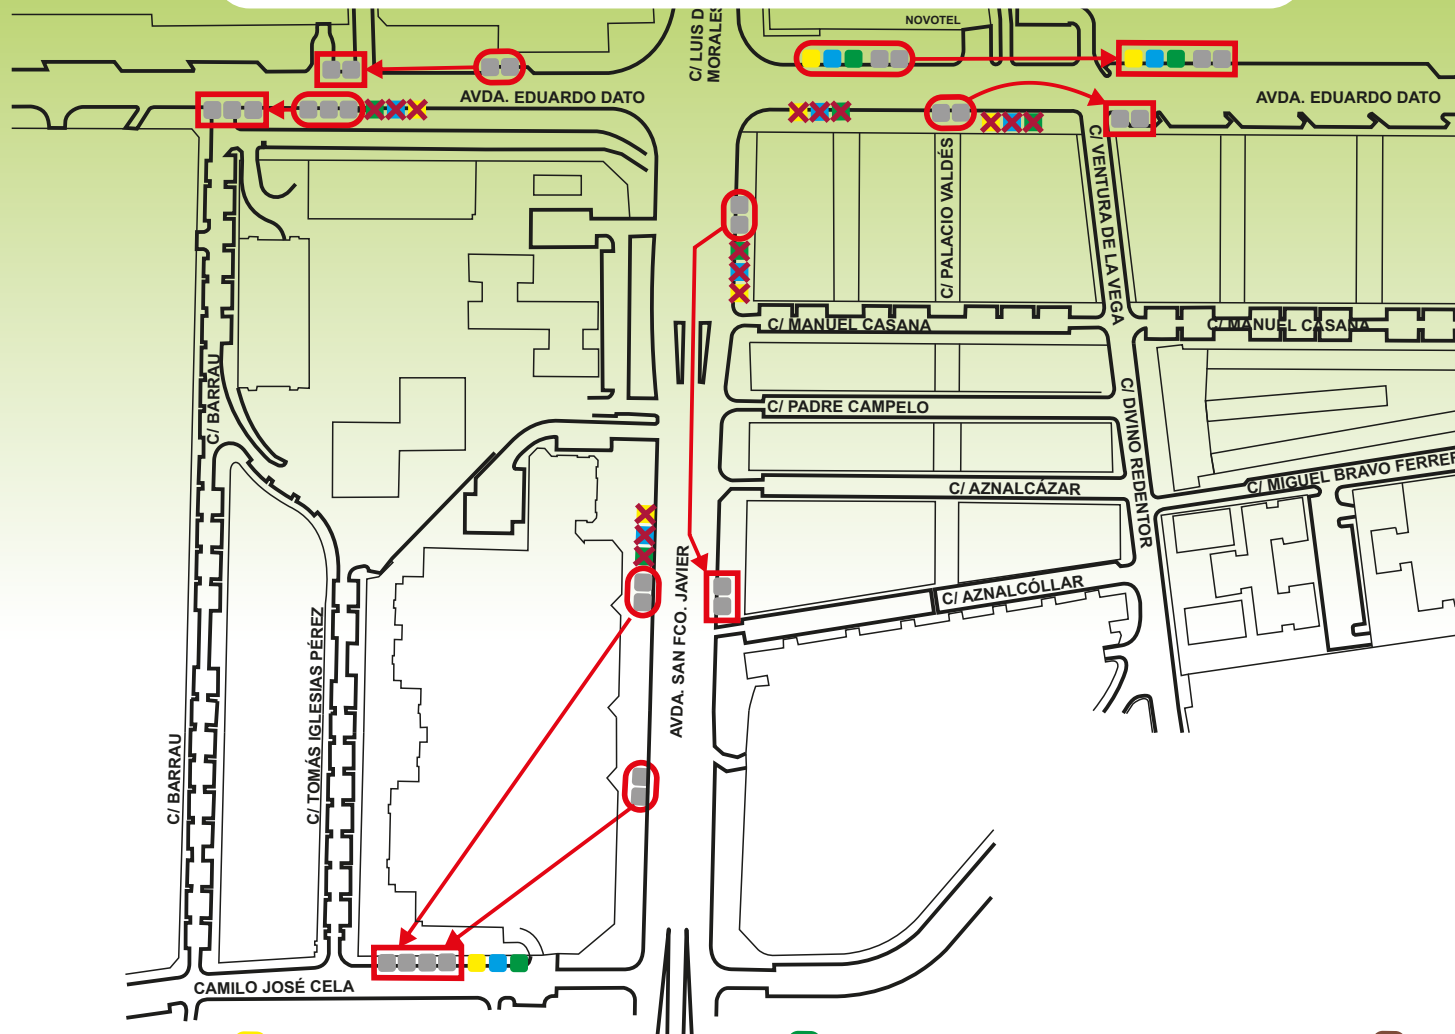 NOVOTEL
C/ LUIS D
MORALES
AVDA. EDUARDO DATO
AVDA. EDUARDO DATO
C/ PALACIO VALDÉS
C/ VENTURA DE LA VEGA
C/ MANUEL CASANA
C/ MANUEL CASANA
C/ BARRAU
C/ PADRE CAMPELO
C/ DIVINO REDENTOR
C/ MIGUEL BRAVO FERRER
C/ AZNALCÁZAR
C/ AZNALCÓLLAR
AVDA. SAN FCO. JAVIER
C/ TOMÁS IGLESIAS PÉREZ
C/ BARRAU
CAMILO JOSÉ CELA